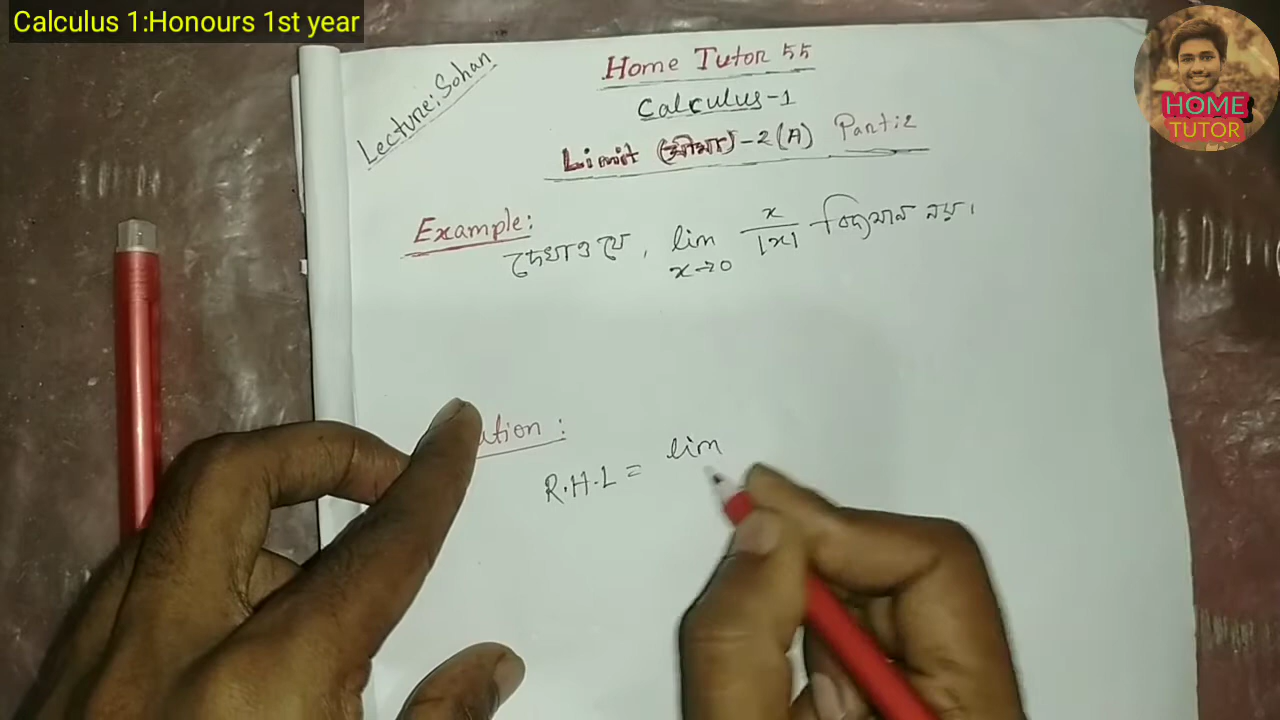 Calculus 1:Honours 1st year
Lecture: Sohan
Home Tutor 55
Calculus-1
Limit (সীমা)-2(A) Part:2
Example:
দেখাও যে, lim x→0 x/|x| বিদ্যমান নয়।
ution :
R.H.L = lim
HOME
TUTOR